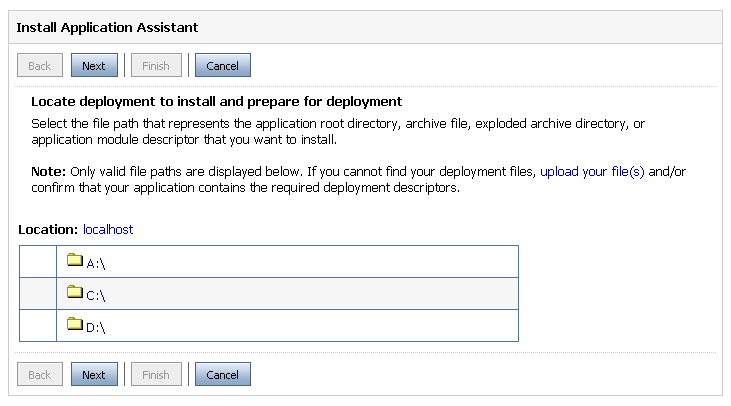 Install Application Assistant
Back Next Finish Cancel
Locate deployment to install and prepare for deployment
Select the file path that represents the application root directory, archive file, exploded archive directory, or
application module descriptor that you want to install.
Note: Only valid file paths are displayed below. If you cannot find your deployment files, upload your file(s) and/or
confirm that your application contains the required deployment descriptors.
Location: localhost
A:\
C:\
D:\
Back Next Finish Cancel